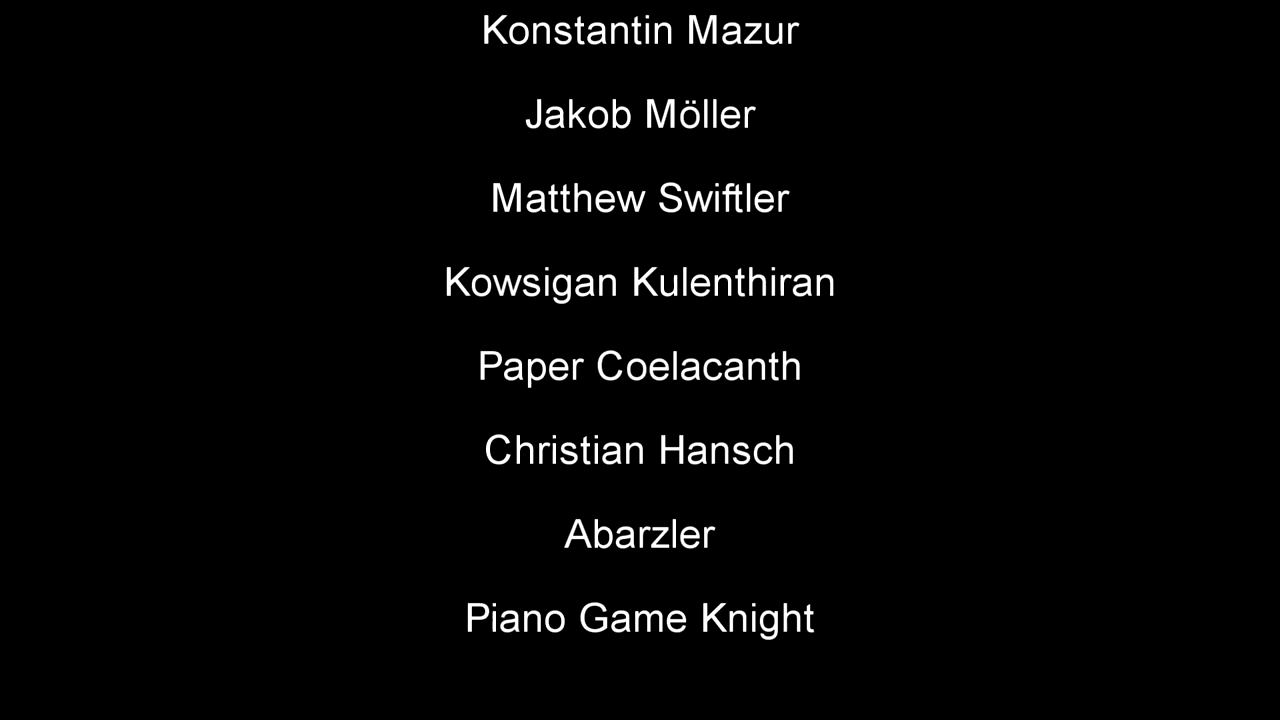 Konstantin Mazur
Jakob Möller
Matthew Swiftler
Kowsigan Kulenthiran
Paper Coelacanth
Christian Hansch
Abarzler
Piano Game Knight